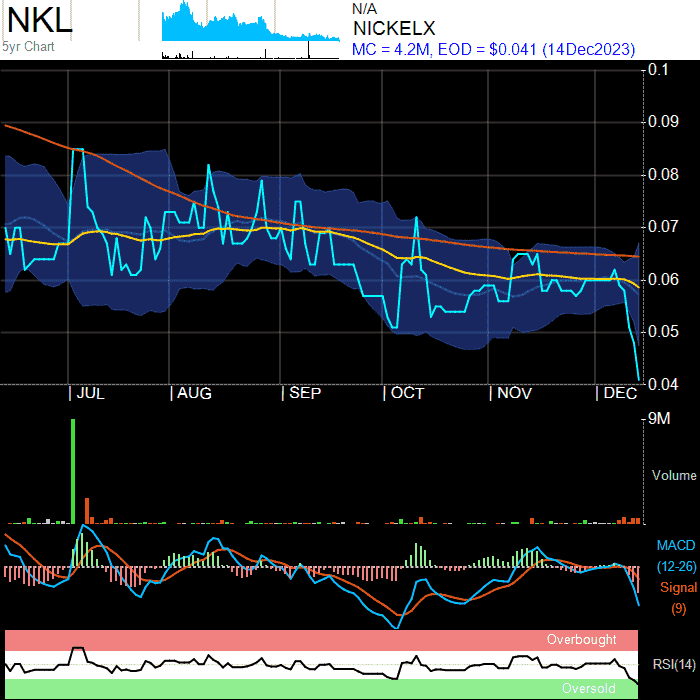 NKL
5yr Chart
N/A
NICKELX
MC = 4.2M, EOD = $0.041 (14Dec2023)
0.1
0.09
0.08
0.07
0.06
0.05
0.04
JUL AUG SEP OCT NOV DEC
9M
Volume
MACD
(12-26)
Signal
(9)
Overbought
RSI(14)
Oversold